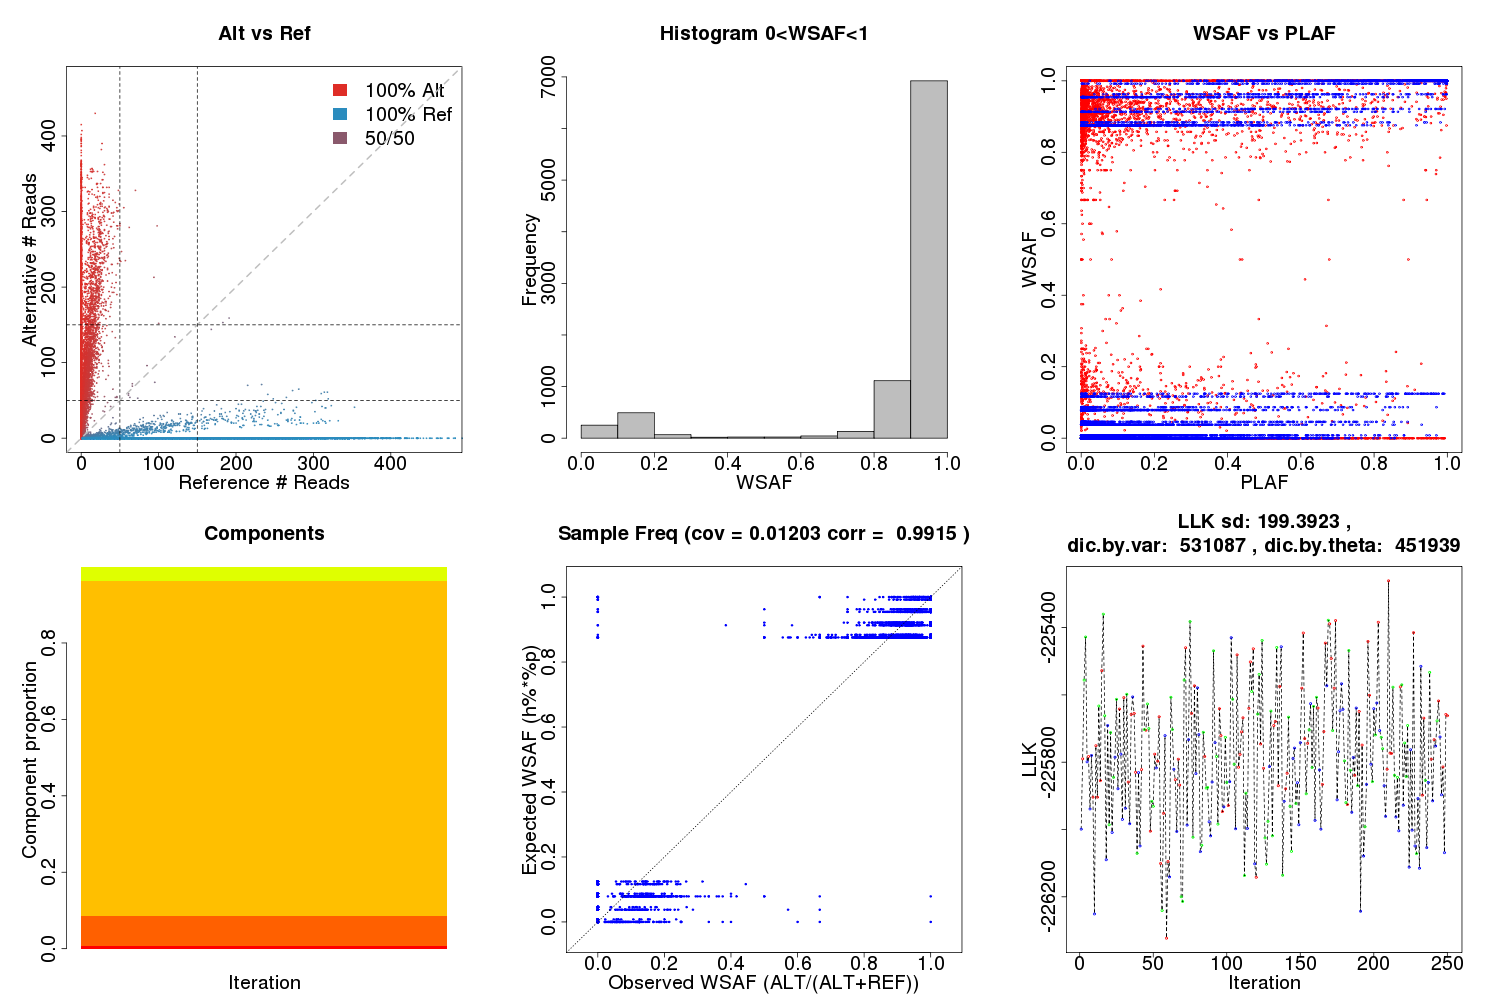 Alt vs Ref
100% Alt
100% Ref
50/50
Alternative # Reads
0 100 200 300 400
0 100 200 300 400
Reference # Reads
Histogram 0<WSAF<1
Frequency
0 1000 3000 5000 7000
0.0 0.2 0.4 0.6 0.8 1.0
WSAF
WSAF vs PLAF
WSAF
0.0 0.2 0.4 0.6 0.8 1.0
0.0 0.2 0.4 0.6 0.8 1.0
PLAF
Components
Component proportion
0.0 0.2 0.4 0.6 0.8
Iteration
Sample Freq (cov = 0.01203 corr = 0.9915 )
Expected WSAF (h%*%p)
0.0 0.2 0.4 0.6 0.8 1.0
0.0 0.2 0.4 0.6 0.8 1.0
Observed WSAF (ALT/(ALT+REF))
LLK sd: 199.3923 ,
dic.by.var: 531087 , dic.by.theta: 451939
LLK
-226200 -225800 -225400
0 50 100 150 200 250
Iteration